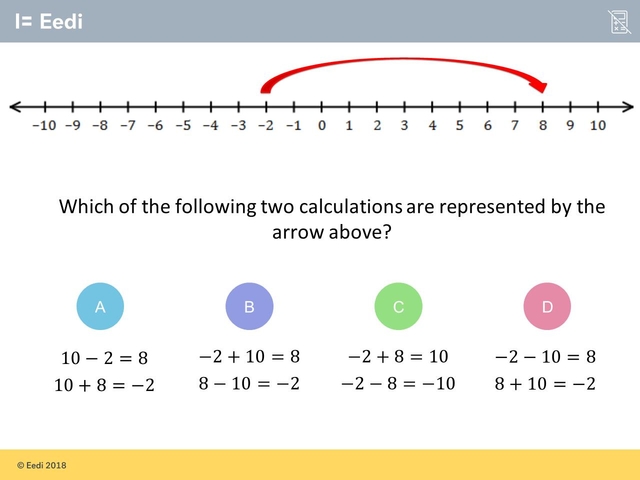 I= Eedi
−10 −9 −8 −7 −6 −5 −4 −3 −2 −1 0 1 2 3 4 5 6 7 8 9 10
Which of the following two calculations are represented by the
arrow above?
A B C D
10 − 2 = 8 −2 + 10 = 8 −2 + 8 = 10 −2 − 10 = 8
10 + 8 = −2 8 − 10 = −2 −2 − 8 = −10 8 + 10 = −2
© Eedi 2018